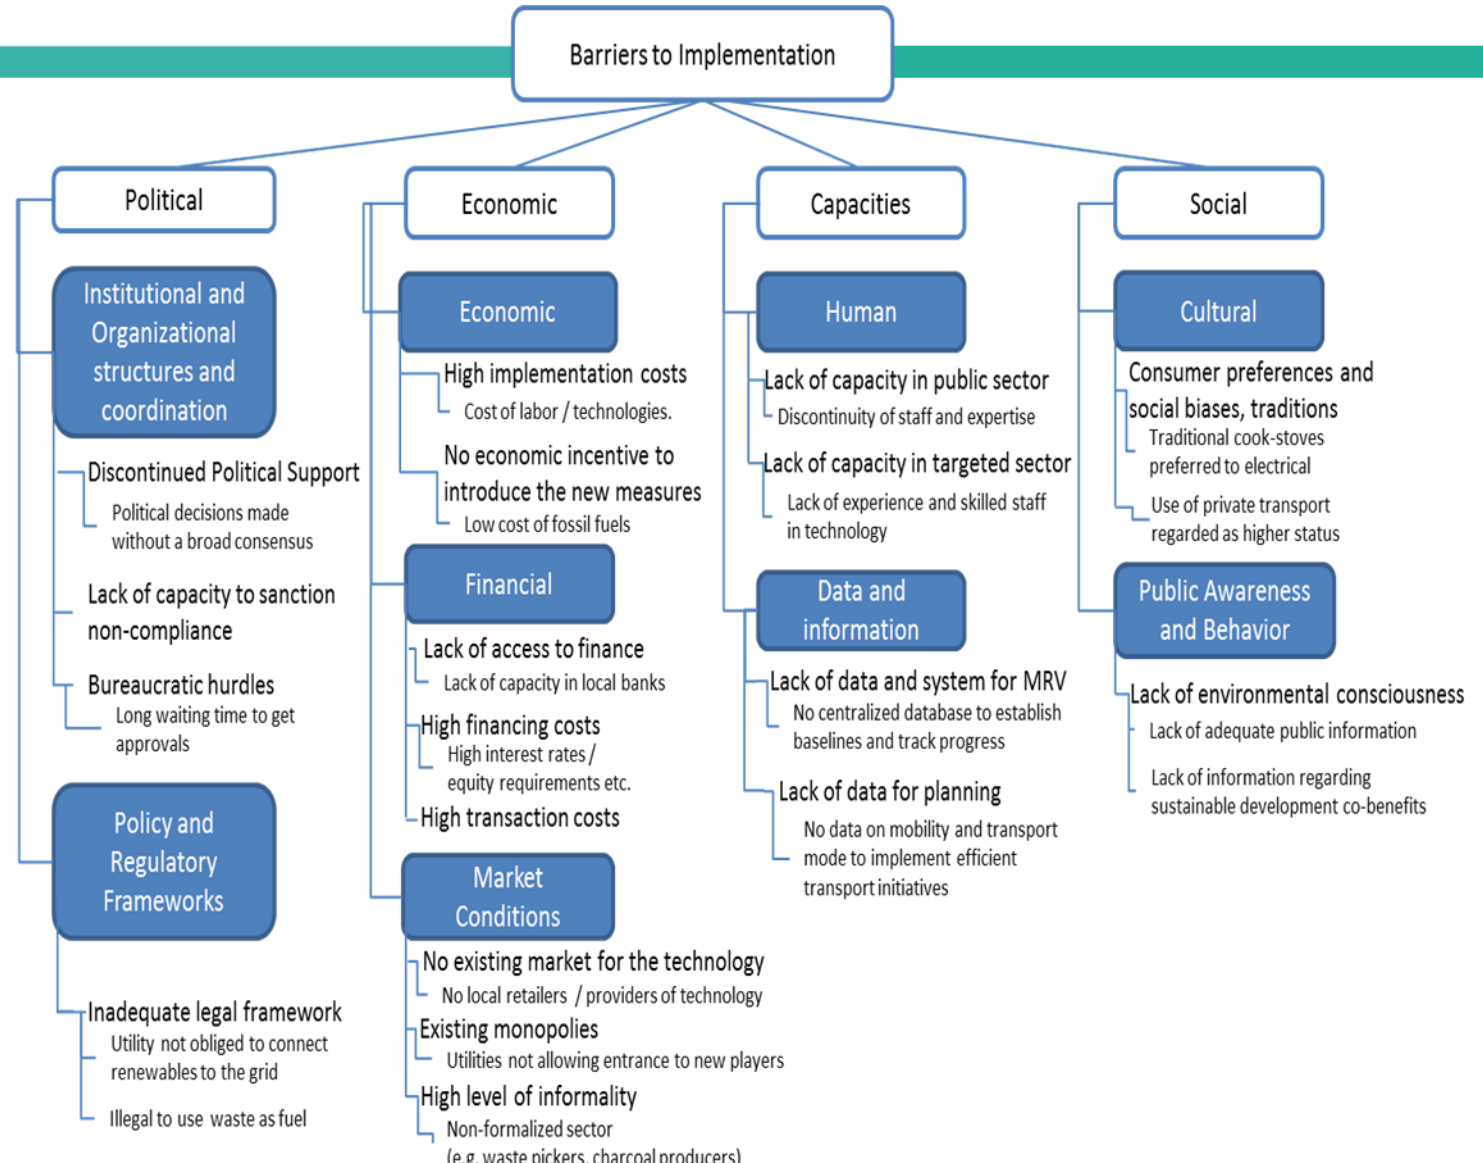 Barriers to Implementation
Political
Institutional and
Organizational
structures and
coordination
Discontinued Political Support
Political decisions made
without a broad consensus
Lack of capacity to sanction
non-compliance
Bureaucratic hurdles
Long waiting time to get
approvals
Policy and
Regulatory
Frameworks
Inadequate legal framework
Utility not obliged to connect
renewables to the grid
Illegal to use waste as fuel
Economic
Economic
High implementation costs
Cost of labor / technologies.
No economic incentive to
introduce the new measures
Low cost of fossil fuels
Financial
Lack of access to finance
Lack of capacity in local banks
High financing costs
High interest rates /
equity requirements etc.
High transaction costs
Market
Conditions
No existing market for the technology
No local retailers / providers of technology
Existing monopolies
Utilities not allowing entrance to new players
High level of informality
Non-formalized sector
(e.g. waste pickers, charcoal producers)
Capacities
Human
Lack of capacity in public sector
Discontinuity of staff and expertise
Lack of capacity in targeted sector
Lack of experience and skilled staff
in technology
Data and
information
Lack of data and system for MRV
No centralized database to establish
baselines and track progress
Lack of data for planning
No data on mobility and transport
mode to implement efficient
transport initiatives
Social
Cultural
Consumer preferences and
social biases, traditions
Traditional cook-stoves
preferred to electrical
Use of private transport
regarded as higher status
Public Awareness
and Behavior
Lack of environmental consciousness
Lack of adequate public information
Lack of information regarding
sustainable development co-benefits